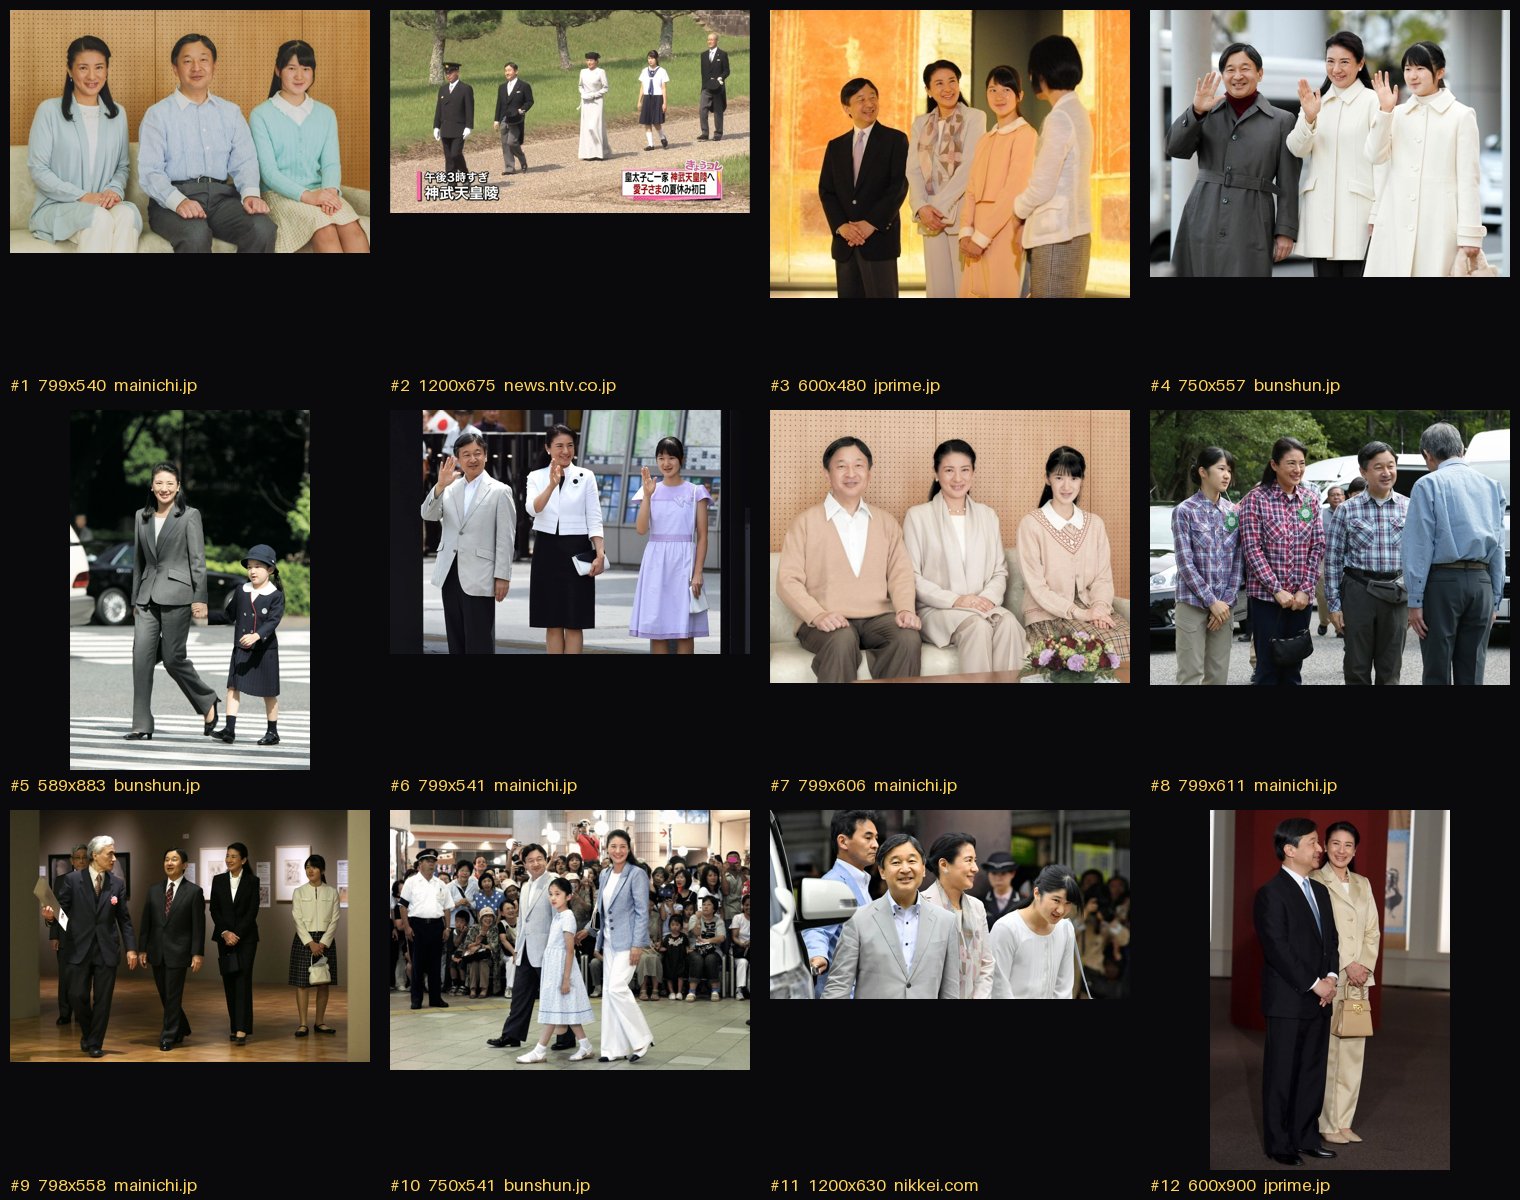 午後3時すぎ
神武天皇陵
きょうコレ
皇太子ご一家 神武天皇陵へ
愛子さまの夏休み初日
#1 799x540 mainichi.jp
#2 1200x675 news.ntv.co.jp
#3 600x480 jprime.jp
#4 750x557 bunshun.jp
#5 589x883 bunshun.jp
#6 799x541 mainichi.jp
#7 799x606 mainichi.jp
#8 799x611 mainichi.jp
#9 798x558 mainichi.jp
#10 750x541 bunshun.jp
#11 1200x630 nikkei.com
#12 600x900 jprime.jp